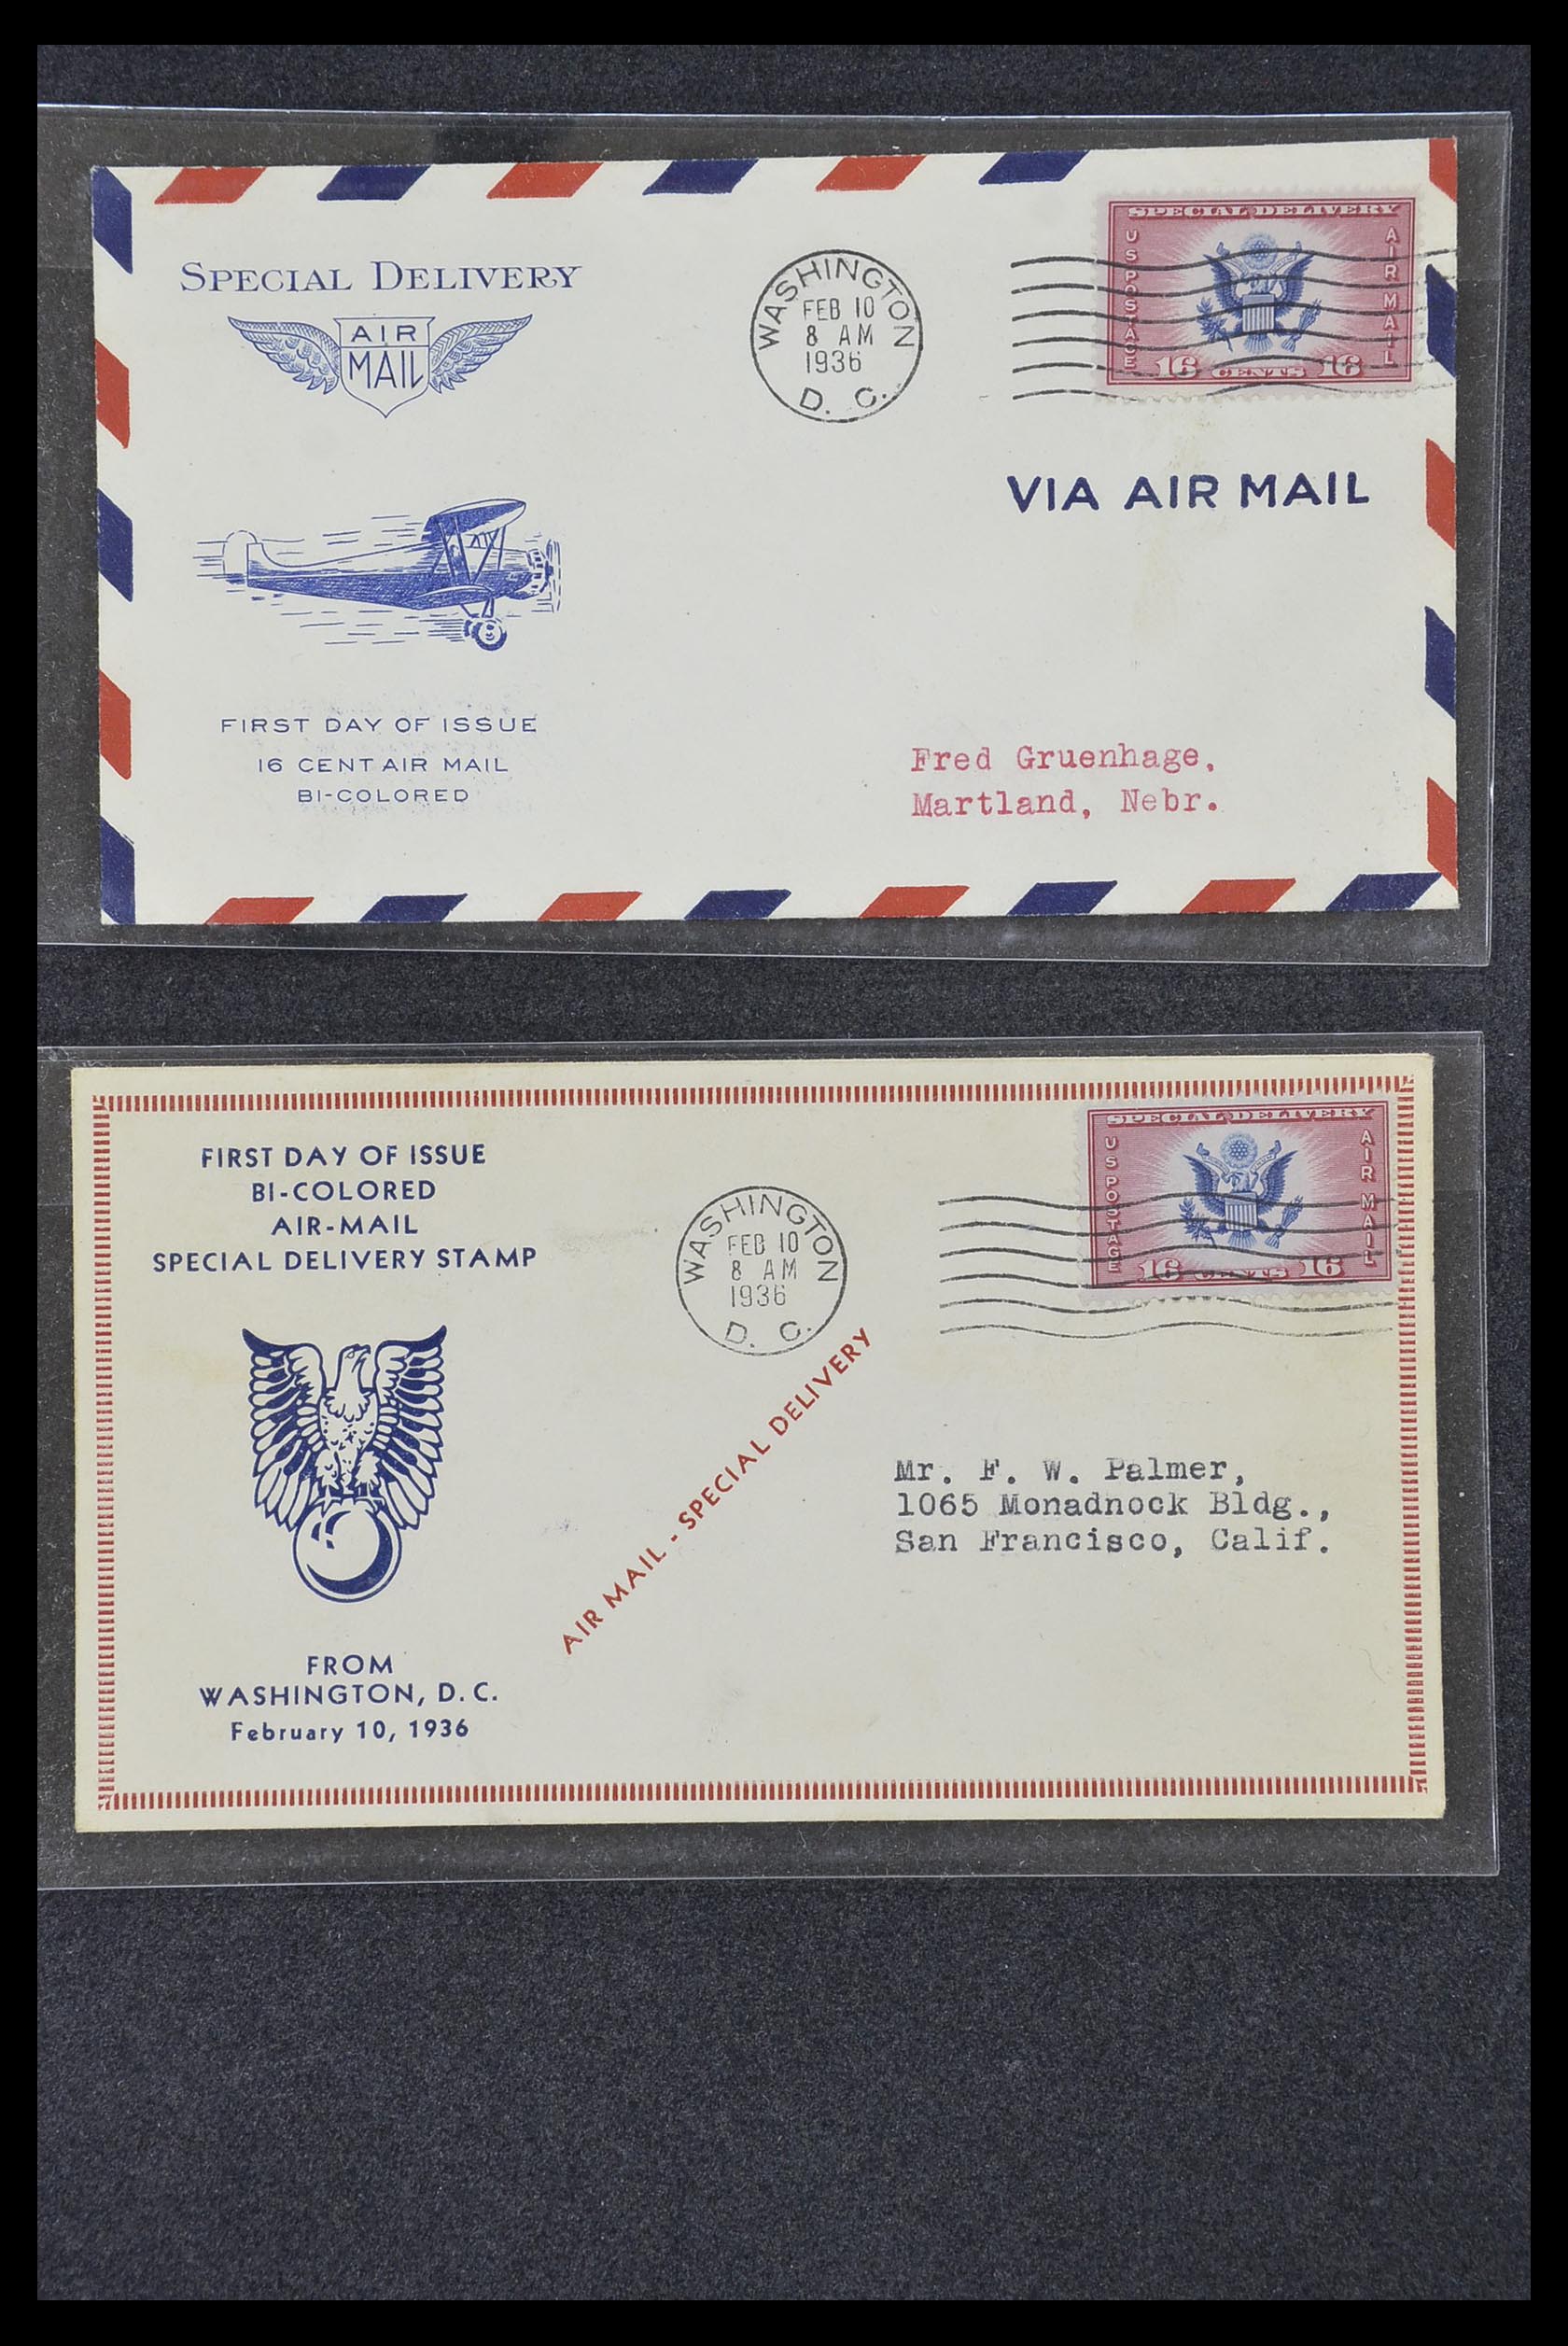 SPECIAL DELIVERY
AIR
MAIL
WASHINGTON
FEB 10
8 AM
1936
D. C.
SPECIAL DELIVERY
US POSTAGE
AIR MAIL
16 CENTS 16
VIA AIR MAIL
FIRST DAY OF ISSUE
16 CENT AIR MAIL
BI-COLORED
Fred Gruenhage,
Martland, Nebr.
FIRST DAY OF ISSUE
BI-COLORED
AIR-MAIL
SPECIAL DELIVERY STAMP
WASHINGTON
FEB 10
8 AM
1936
D. C.
SPECIAL DELIVERY
US POSTAGE
AIR MAIL
16 CENTS 16
AIR MAIL - SPECIAL DELIVERY
Mr. F. W. Palmer,
1065 Monadnock Bldg.,
San Francisco, Calif.
FROM
WASHINGTON, D. C.
February 10, 1936